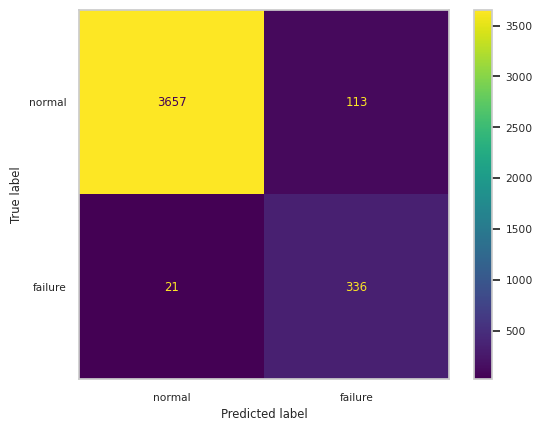 3500
3000
2500
2000
1500
1000
500
normal
failure
3657
113
21
336
True label
normal
failure
Predicted label